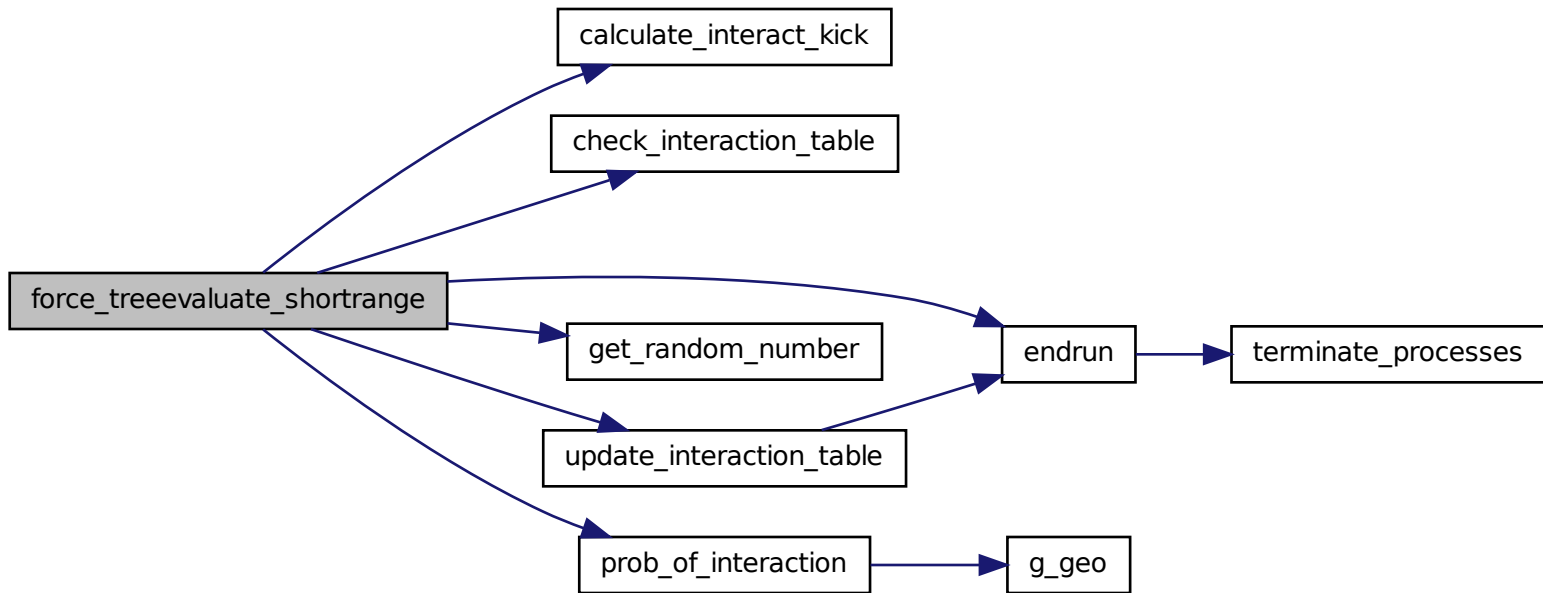 calculate_interact_kick
check_interaction_table
force_treeevaluate_shortrange
get_random_number
endrun
terminate_processes
update_interaction_table
prob_of_interaction
g_geo